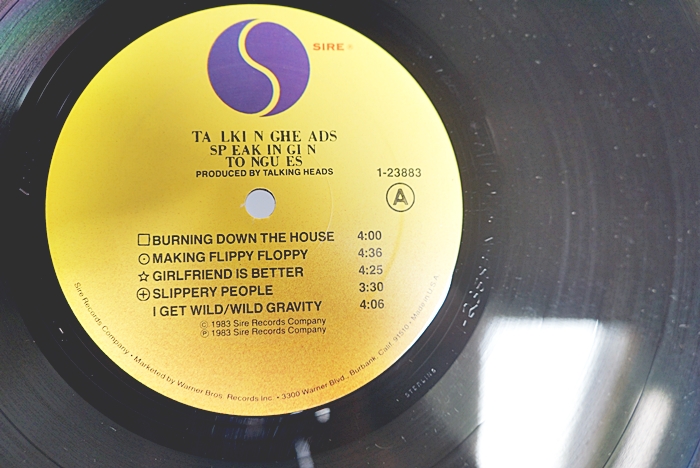 SIRE®
TA LKI N GHE ADS
SP EAK IN GI N
TO NGU ES
PRODUCED BY TALKING HEADS
1-23883
A
BURNING DOWN THE HOUSE 4:00
MAKING FLIPPY FLOPPY 4:36
GIRLFRIEND IS BETTER 4:25
SLIPPERY PEOPLE 3:30
I GET WILD/WILD GRAVITY 4:06
© 1983 Sire Records Company
℗ 1983 Sire Records Company
Sire Records Company • Marketed by Warner Bros. Records Inc. • 3300 Warner Blvd., Burbank, Calif. 91510 • Made in U.S.A.
STERLING